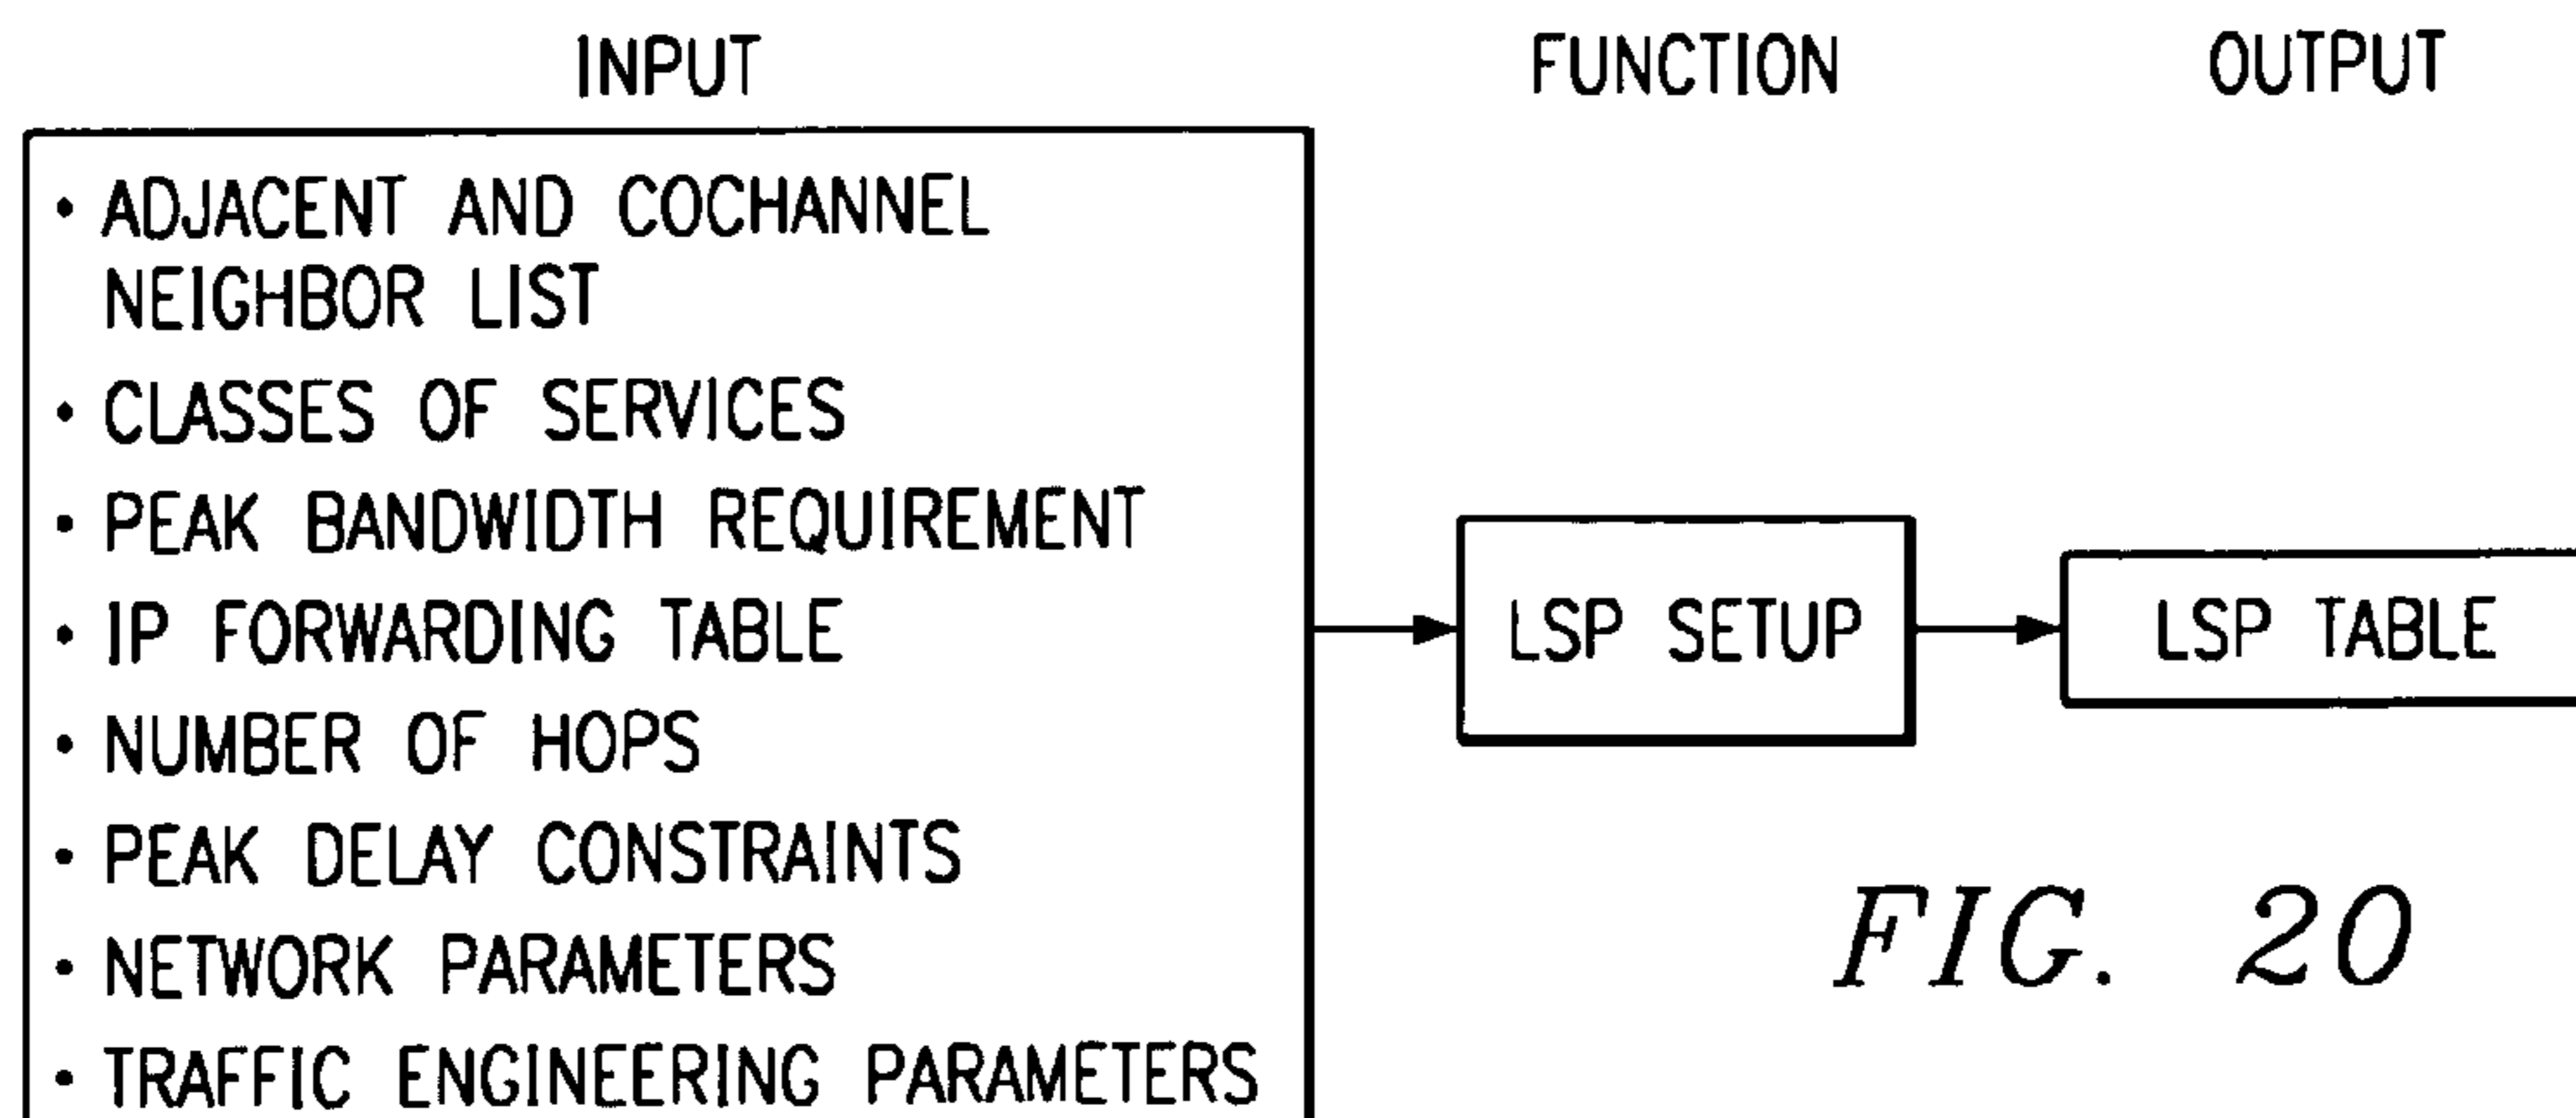 INPUT
FUNCTION
OUTPUT
• ADJACENT AND COCHANNEL
NEIGHBOR LIST
• CLASSES OF SERVICES
• PEAK BANDWIDTH REQUIREMENT
• IP FORWARDING TABLE
• NUMBER OF HOPS
• PEAK DELAY CONSTRAINTS
• NETWORK PARAMETERS
• TRAFFIC ENGINEERING PARAMETERS
LSP SETUP
LSP TABLE
FIG. 20